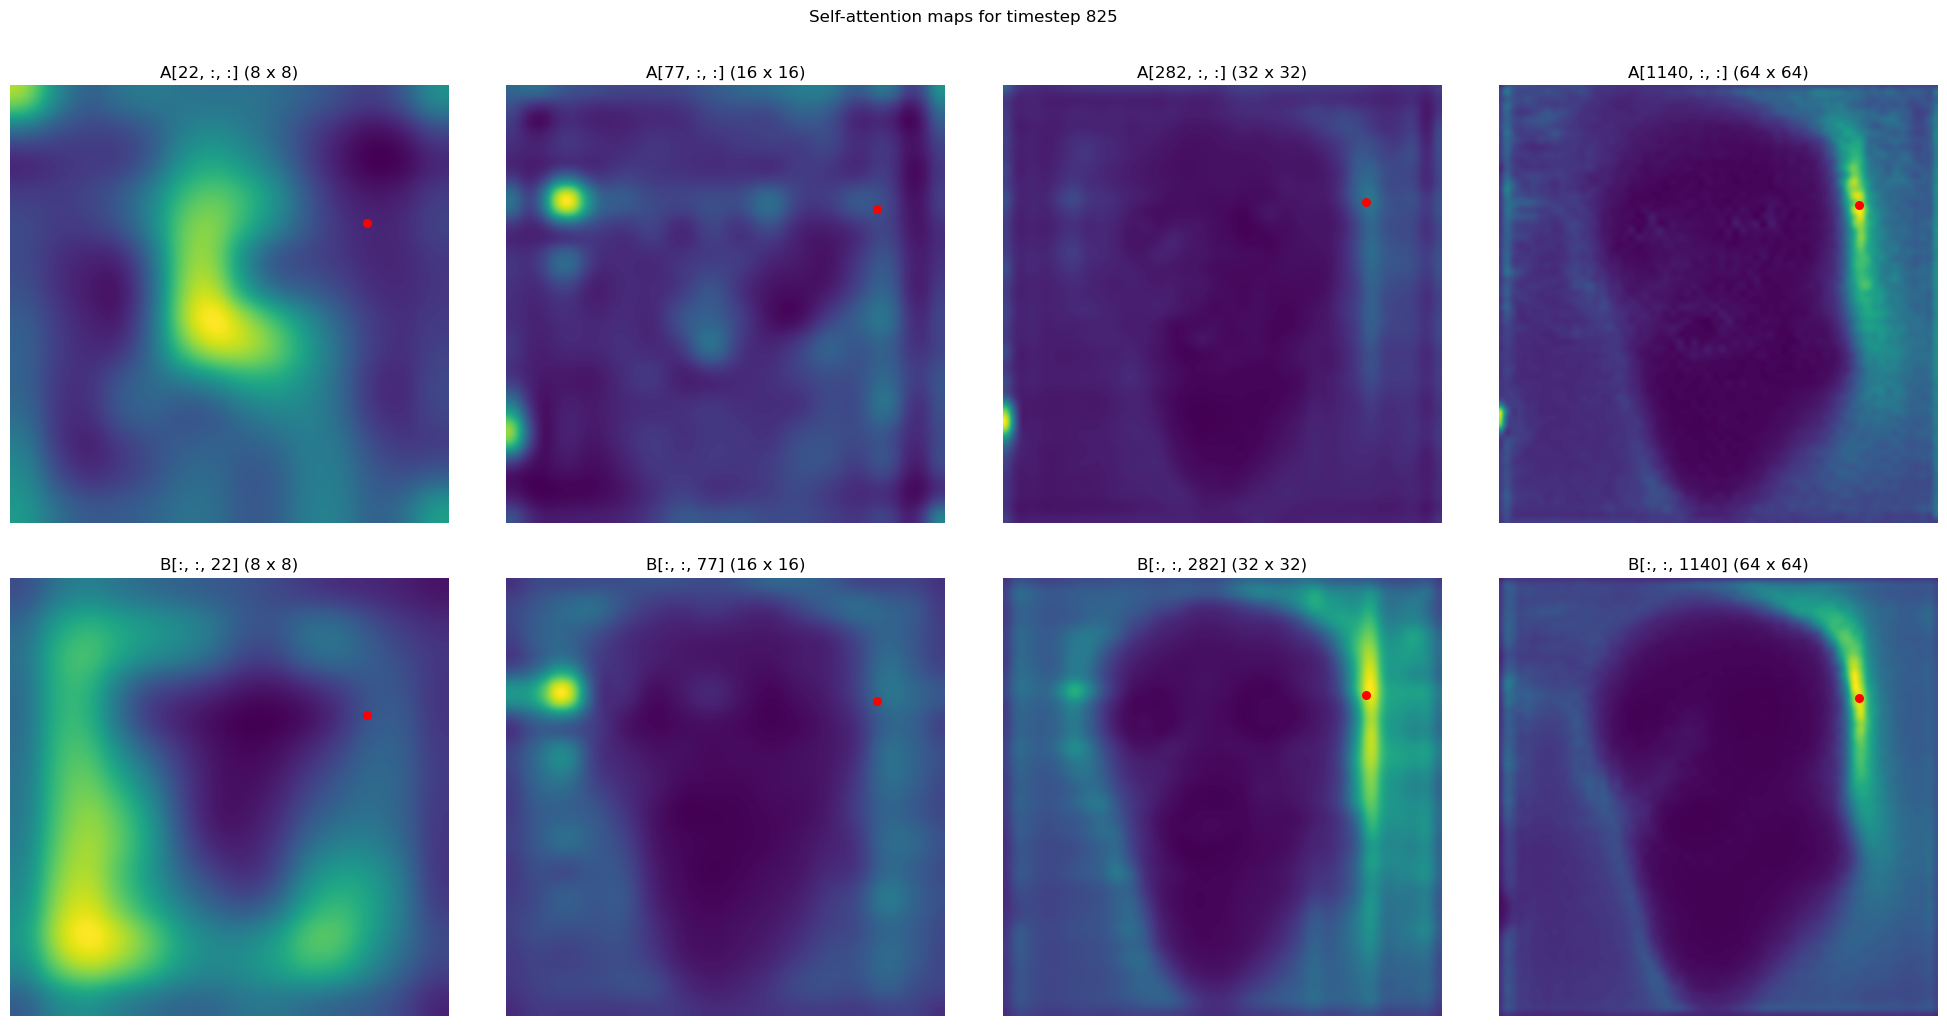 Self-attention maps for timestep 825
A[22, :, :] (8 x 8)
A[77, :, :] (16 x 16)
A[282, :, :] (32 x 32)
A[1140, :, :] (64 x 64)
B[:, :, 22] (8 x 8)
B[:, :, 77] (16 x 16)
B[:, :, 282] (32 x 32)
B[:, :, 1140] (64 x 64)